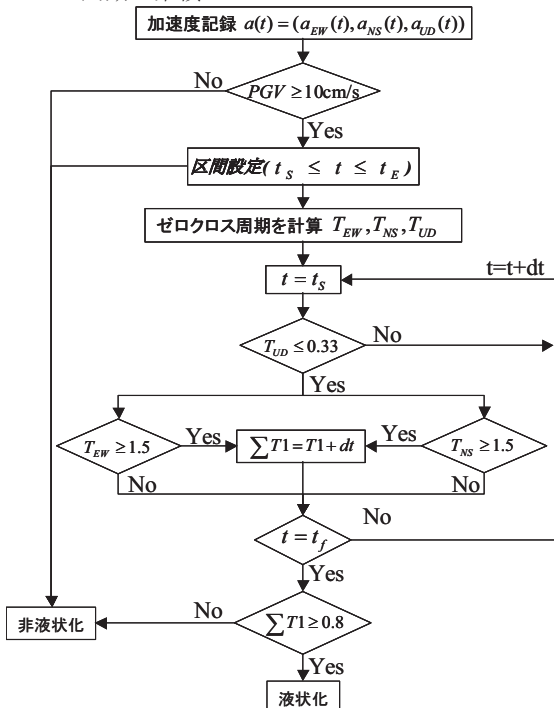 加速度記録 a(t) = (a_EW(t), a_NS(t), a_UD(t))
No
PGV ≥ 10cm/s
Yes
区間設定( t_S ≤ t ≤ t_E )
ゼロクロス周期を計算 T_EW, T_NS, T_UD
t=t+dt
t = t_S
No
T_UD ≤ 0.33
Yes
T_EW ≥ 1.5
Yes
∑T1 = T1 + dt
Yes
T_NS ≥ 1.5
No
No
No
t = t_f
Yes
No
非液状化
∑T1 ≥ 0.8
Yes
液状化